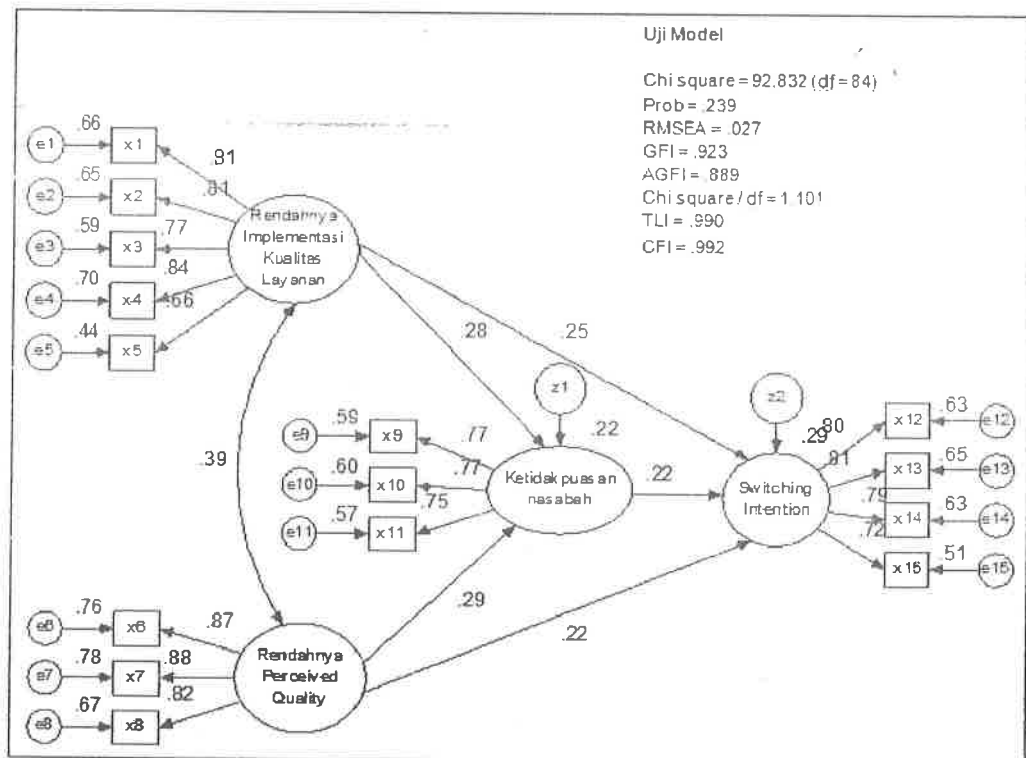 Uji Model
Chi square = 92.832 (df = 84)
Prob = .239
RMSEA = .027
GFI = .923
AGFI = .889
Chi square / df = 1.101
TLI = .990
CFI = .992
e1 .66 x1 .81
e2 .65 x2 .81
e3 .59 x3 .77
e4 .70 x4 .84
e5 .44 x5 .66
Rendahnya
Implementasi
Kualitas
Layanan
.28
.25
.39
z1
z2
e9 .59 x9 .77
e10 .60 x10 .77
e11 .57 x11 .75
.22
Ketidakpuasan
nasabah
.22
.29
Switching
Intention
.80 x12 .63 e12
.81 x13 .65 e13
.79 x14 .63 e14
.72 x15 .51 e15
.29
.22
e6 .76 x6 .87
e7 .78 x7 .88
e8 .67 x8 .82
Rendahnya
Perceived
Quality